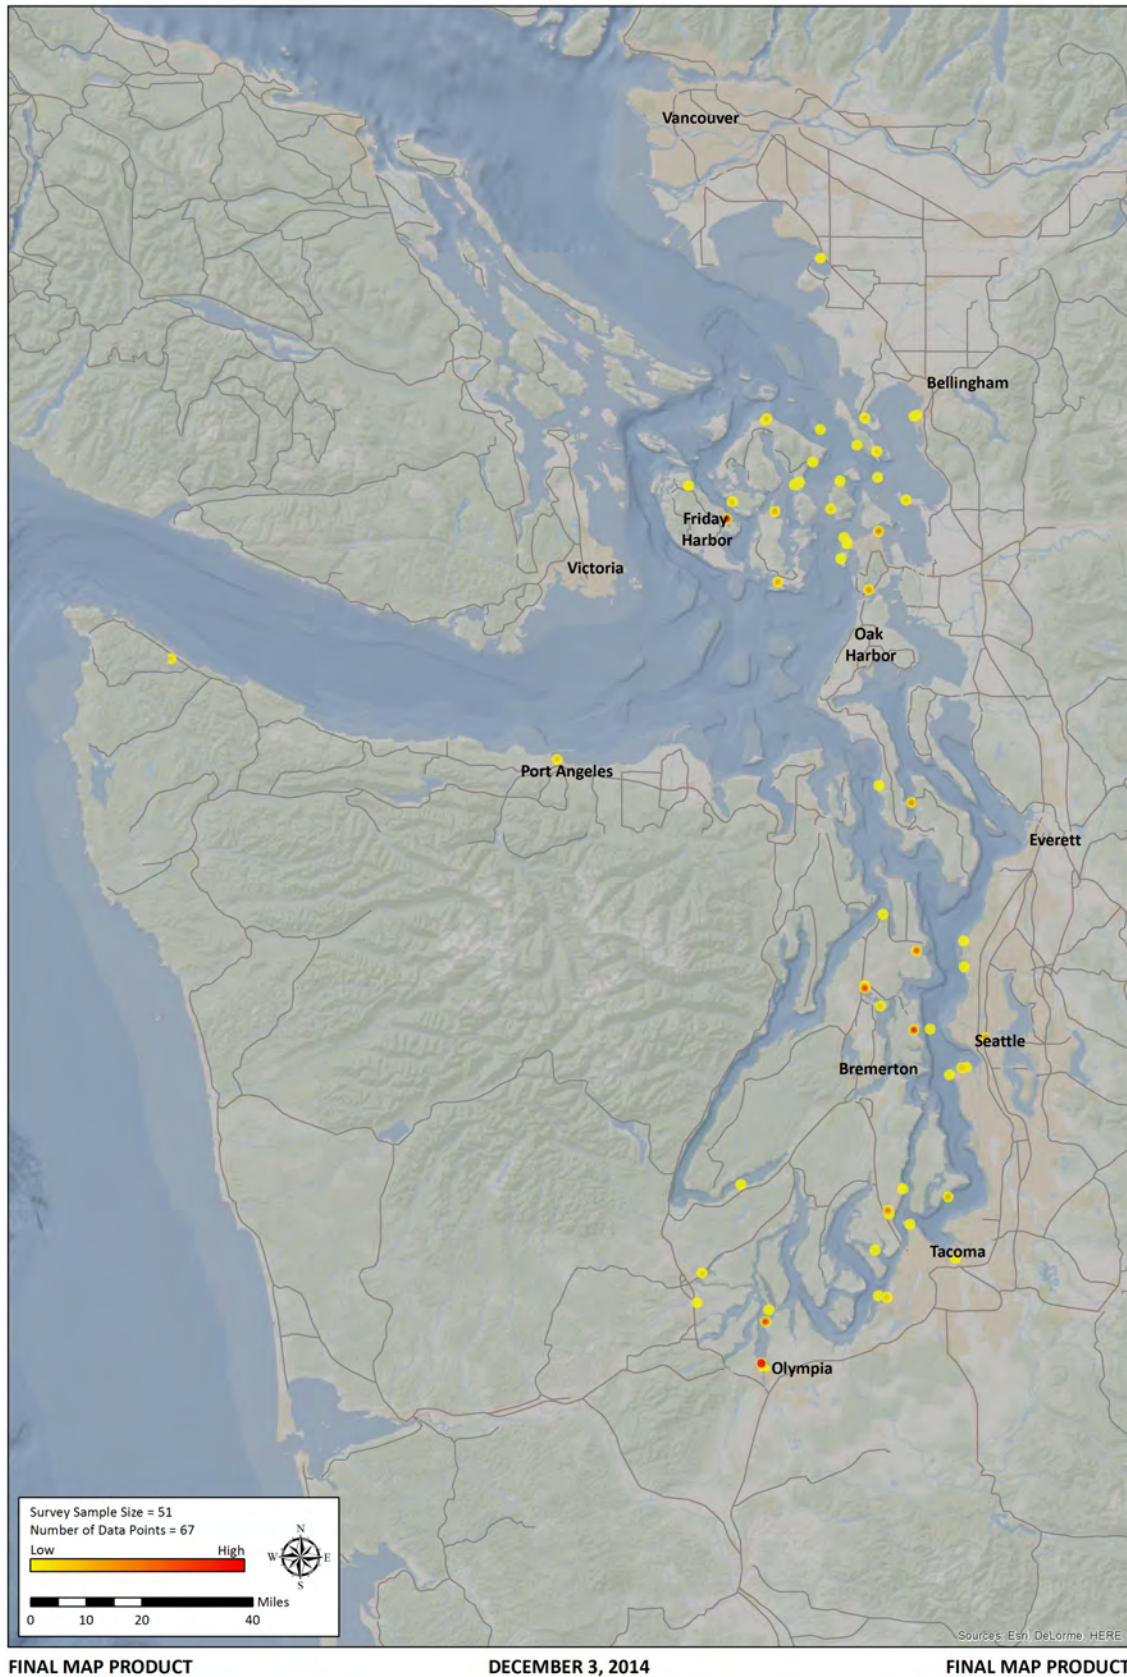 Vancouver
Bellingham
Friday
Harbor
Victoria
Oak
Harbor
Port Angeles
Everett
Seattle
Bremerton
Tacoma
Olympia
Survey Sample Size = 51
Number of Data Points = 67
Low High
N
W E
S
Miles
0 10 20 40
Sources: Esri, DeLorme, HERE
FINAL MAP PRODUCT DECEMBER 3, 2014 FINAL MAP PRODUCT